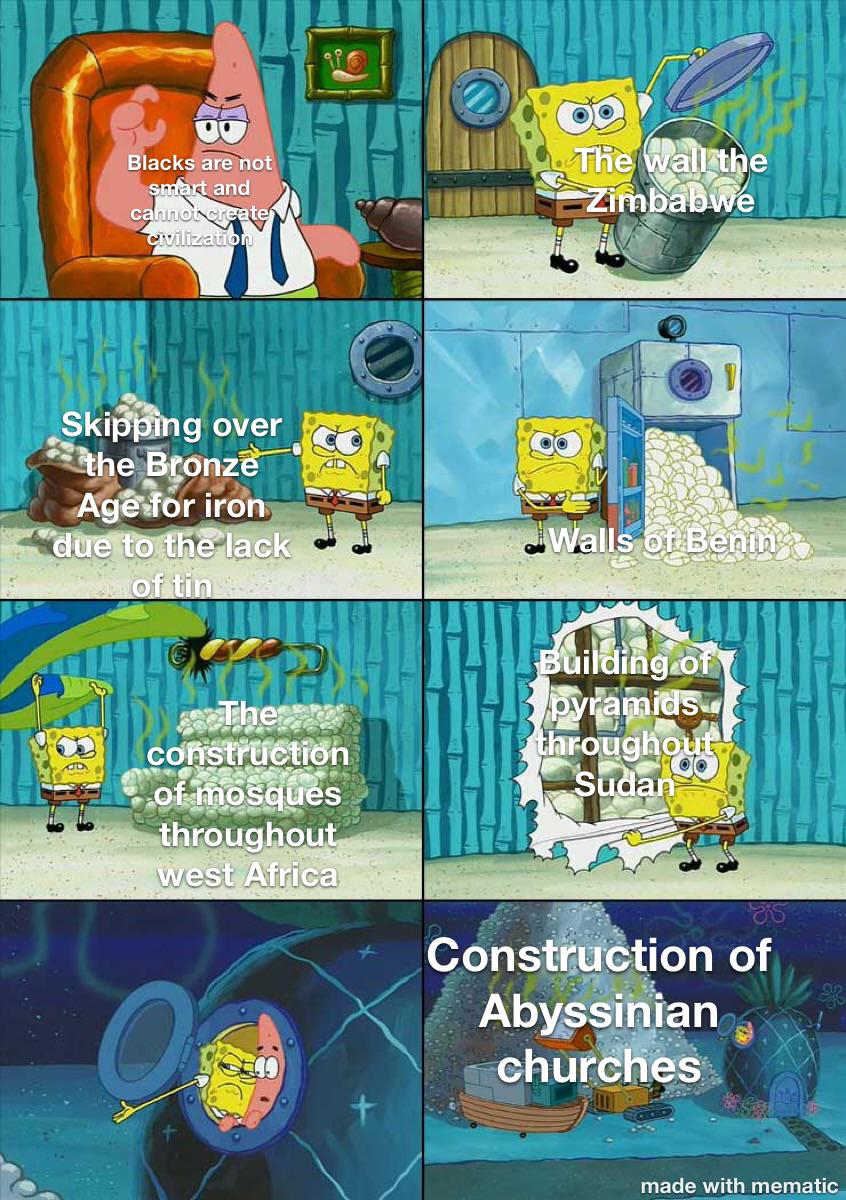 Blacks are not
smart and
cannot create
civilization
The wall the
Zimbabwe
Skipping over
the Bronze
Age for iron
due to the lack
of tin
Walls of Benin
The
construction
of mosques
throughout
west Africa
Building of
pyramids
throughout
Sudan
Construction of
Abyssinian
churches
made with mematic